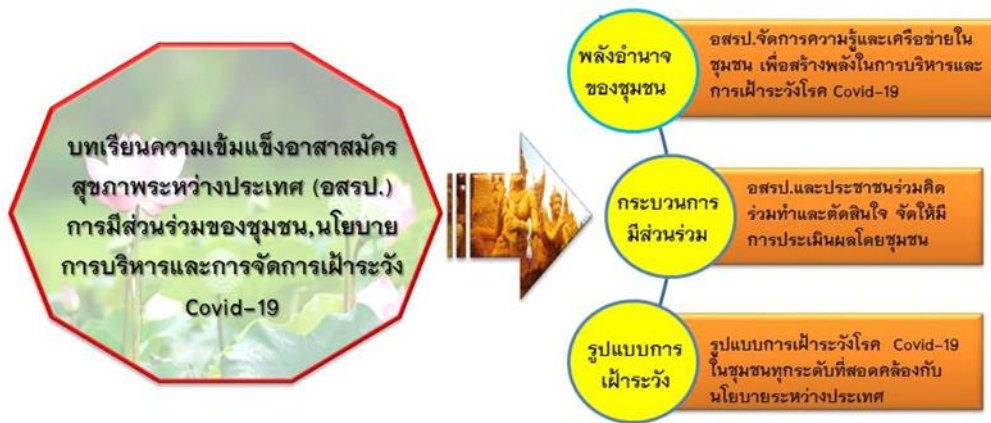 บทเรียนความเข้มแข็งอาสาสมัคร
สุขภาพระหว่างประเทศ (อสรป.)
การมีส่วนร่วมของชุมชน,นโยบาย
การบริหารและการจัดการเฝ้าระวัง
Covid-19
พลังอำนาจ
ของชุมชน
อสรป.จัดการความรู้และเครือข่ายใน
ชุมชน เพื่อสร้างพลังในการบริหารและ
การเฝ้าระวังโรค Covid-19
กระบวนการ
มีส่วนร่วม
อสรป.และประชาชนร่วมคิด
ร่วมทำและตัดสินใจ จัดให้มี
การประเมินผลโดยชุมชน
รูปแบบการ
เฝ้าระวัง
รูปแบบการเฝ้าระวังโรค Covid-19
ในชุมชนทุกระดับที่สอดคล้องกับ
นโยบายระหว่างประเทศ